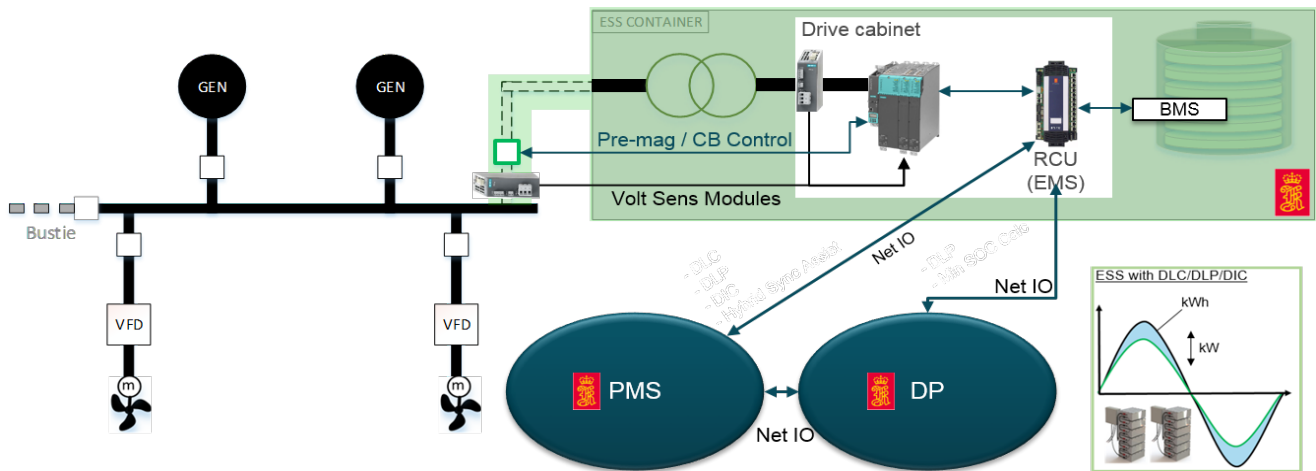 ESS CONTAINER
Drive cabinet
GEN
GEN
BMS
Pre-mag / CB Control
RCU
(EMS)
Volt Sens Modules
Bustie
- DLC
- DLP
- DIC
- Hybrid Sync Assist
Net IO
- DLP
- Min SOC Calc
Net IO
ESS with DLC/DLP/DIC
kWh
kW
VFD
VFD
m
m
PMS
DP
Net IO